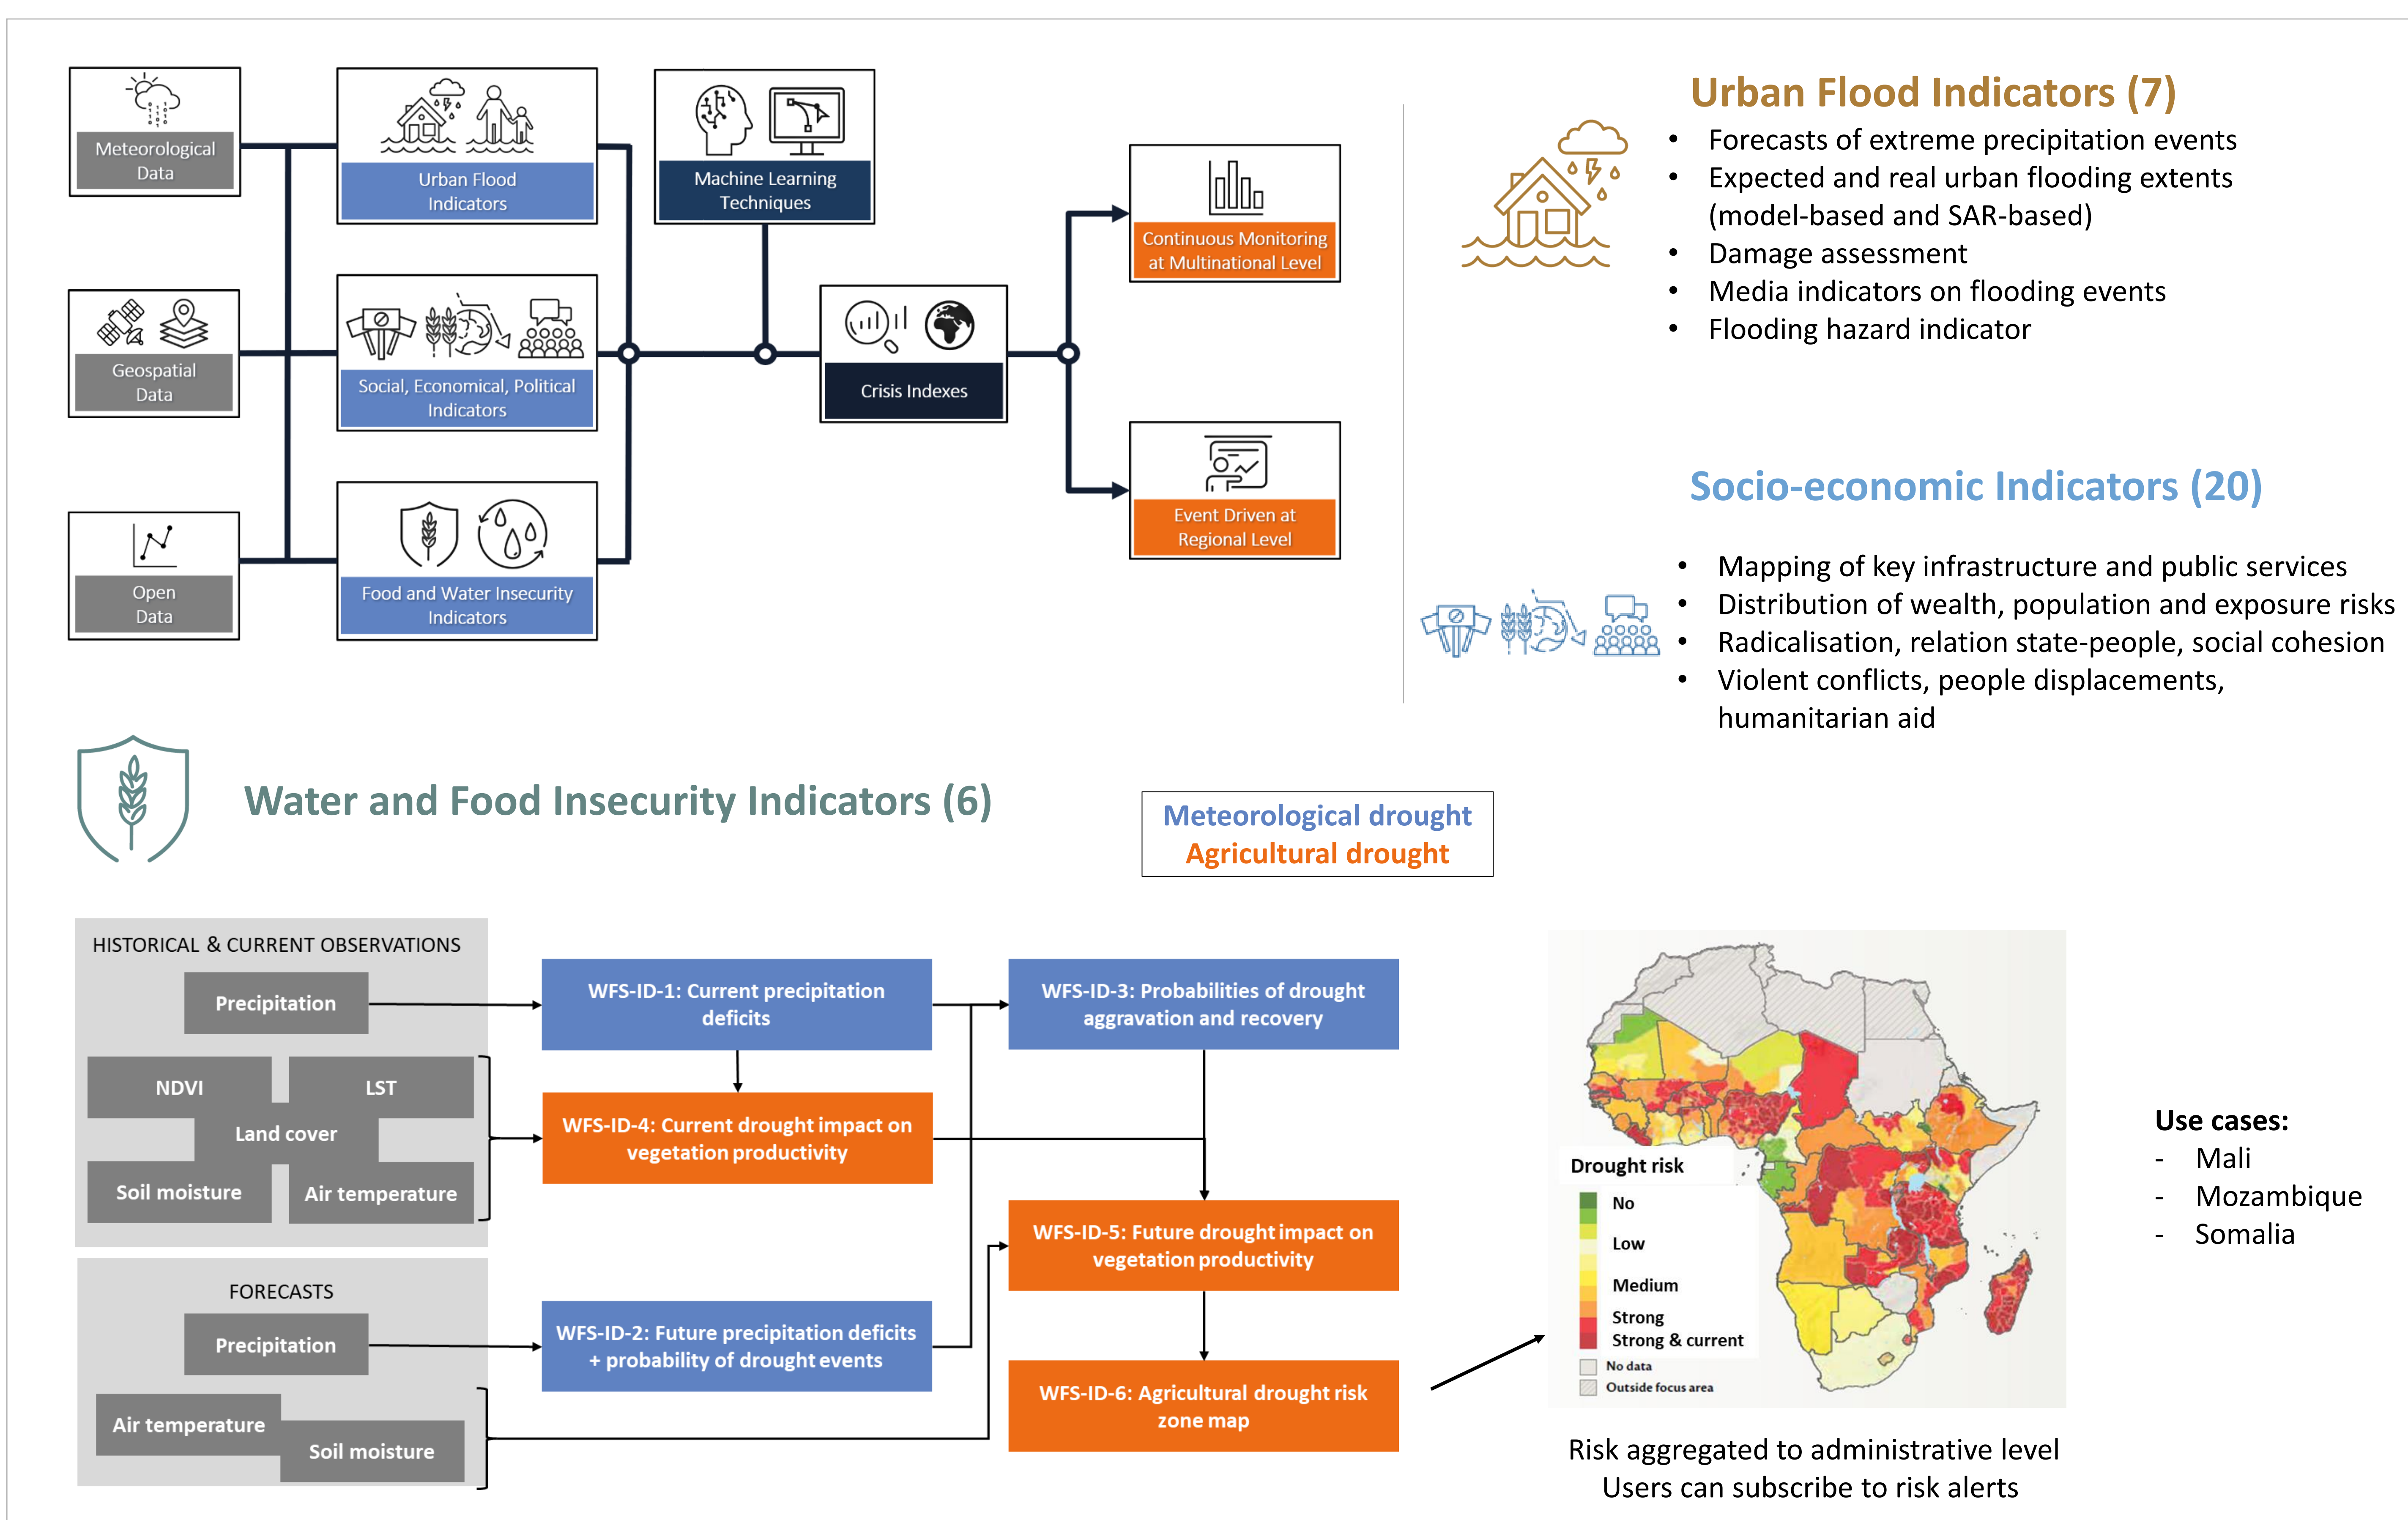 Meteorological
Data
Urban Flood
Indicators
Machine Learning
Techniques
Geospatial
Data
Social, Economical, Political
Indicators
Crisis Indexes
Open
Data
Food and Water Insecurity
Indicators
Continuous Monitoring
at Multinational Level
Event Driven at
Regional Level
Urban Flood Indicators (7)
• Forecasts of extreme precipitation events
• Expected and real urban flooding extents
(model-based and SAR-based)
• Damage assessment
• Media indicators on flooding events
• Flooding hazard indicator
Socio-economic Indicators (20)
• Mapping of key infrastructure and public services
• Distribution of wealth, population and exposure risks
• Radicalisation, relation state-people, social cohesion
• Violent conflicts, people displacements,
humanitarian aid
Water and Food Insecurity Indicators (6)
Meteorological drought
Agricultural drought
HISTORICAL & CURRENT OBSERVATIONS
Precipitation
NDVI
LST
Land cover
Soil moisture
Air temperature
FORECASTS
Precipitation
Air temperature
Soil moisture
WFS-ID-1: Current precipitation
deficits
WFS-ID-4: Current drought impact on
vegetation productivity
WFS-ID-2: Future precipitation deficits
+ probability of drought events
WFS-ID-3: Probabilities of drought
aggravation and recovery
WFS-ID-5: Future drought impact on
vegetation productivity
WFS-ID-6: Agricultural drought risk
zone map
Drought risk
No
Low
Medium
Strong
Strong & current
No data
Outside focus area
Risk aggregated to administrative level
Users can subscribe to risk alerts
Use cases:
- Mali
- Mozambique
- Somalia